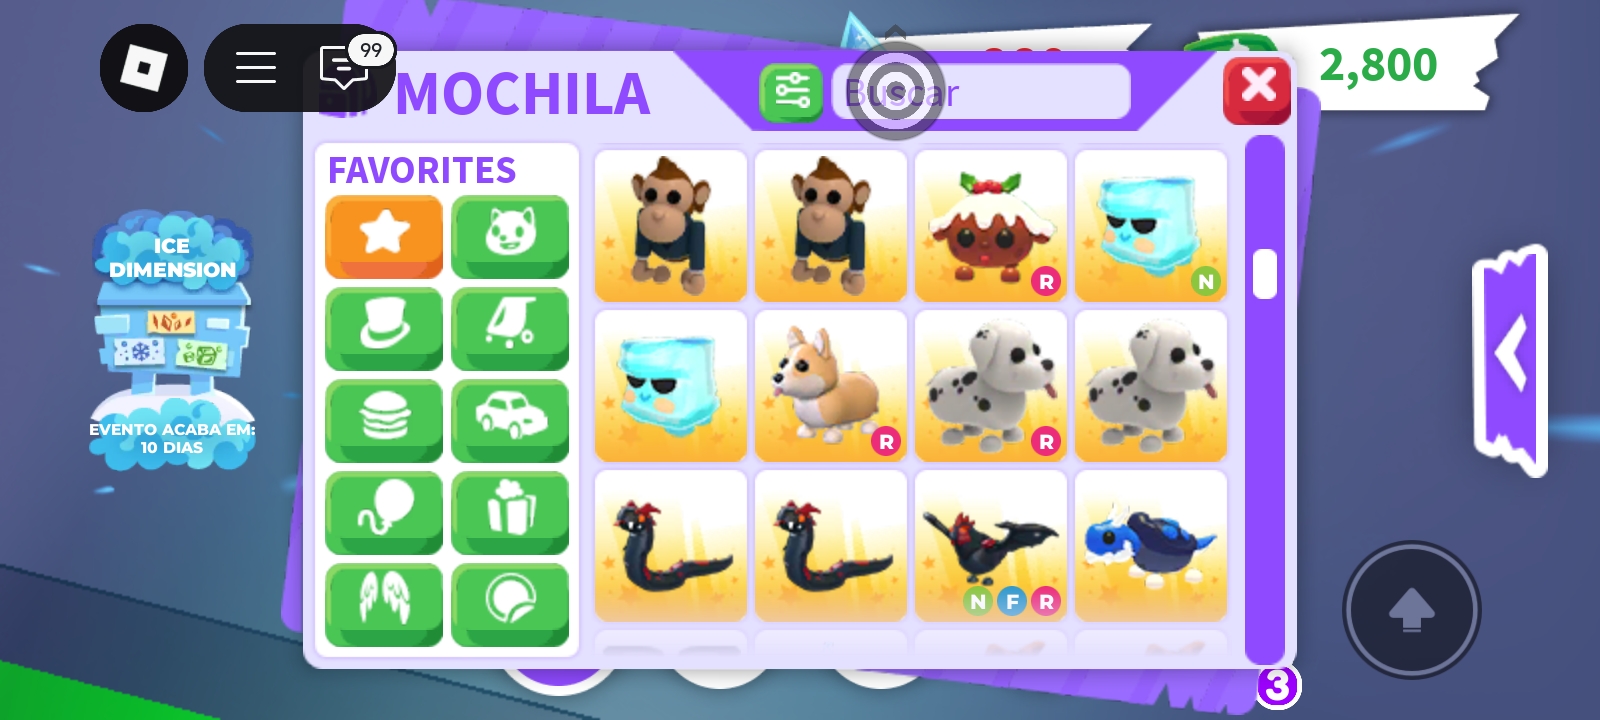 99
2,800
MOCHILA
Buscar
FAVORITES
ICE
DIMENSION
R
N
R
R
EVENTO ACABA EM:
10 DIAS
N F R
3